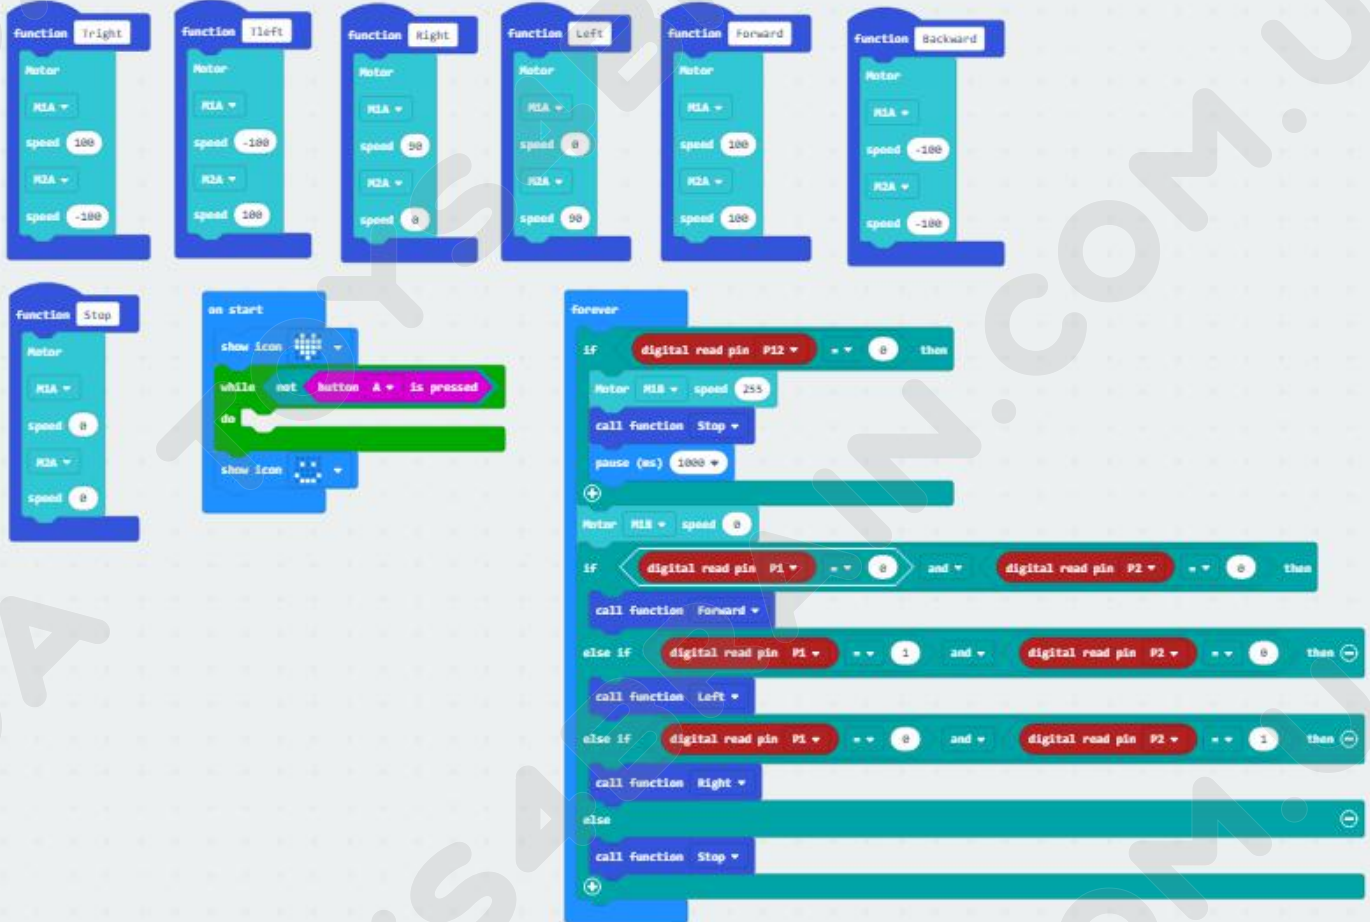 function Tright
Motor
M1A
speed 100
M2A
speed -100
function Tleft
Motor
M1A
speed -100
M2A
speed 100
function Right
Motor
M1A
speed 90
M2A
speed 0
function Left
Motor
M1A
speed 0
M2A
speed 90
function Forward
Motor
M1A
speed 100
M2A
speed 100
function Backward
Motor
M1A
speed -100
M2A
speed -100
function Stop
Motor
M1A
speed 0
M2A
speed 0
on start
show icon
while not button A is pressed
do
show icon
forever
if digital read pin P12 = 0 then
Motor M1B speed 255
call function Stop
pause (ms) 1000
Motor M1B speed 0
if digital read pin P1 = 0 and digital read pin P2 = 0 then
call function Forward
else if digital read pin P1 = 1 and digital read pin P2 = 0 then
call function Left
else if digital read pin P1 = 0 and digital read pin P2 = 1 then
call function Right
else
call function Stop